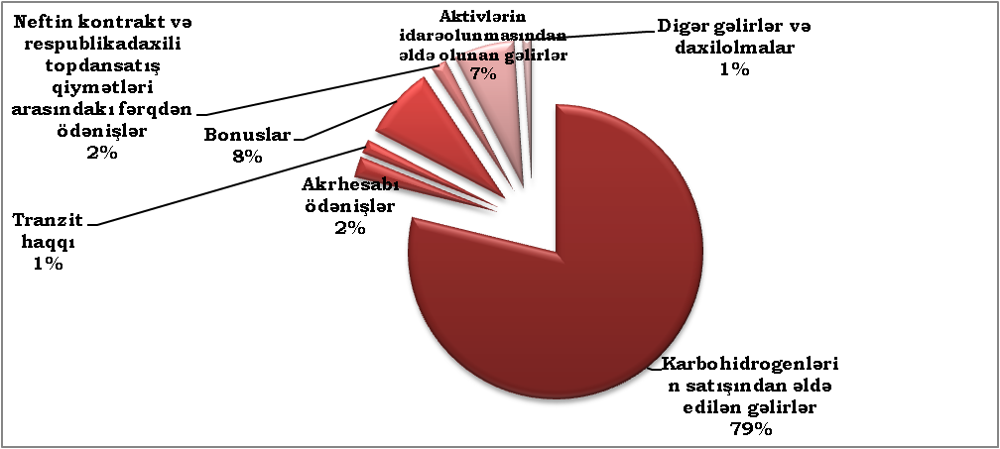 Neftin kontrakt və
respublikadaxili
topdansatış
qiymətləri
arasındakı fərqdən
ödənişlər
2%
Aktivlərin
idarəolunmasından
əldə olunan gəlirlər
7%
Digər gəlirlər və
daxilolmalar
1%
Bonuslar
8%
Akrhesabı
ödənişlər
2%
Tranzit
haqqı
1%
Karbohidrogenləri
n satışından əldə
edilən gəlirlər
79%